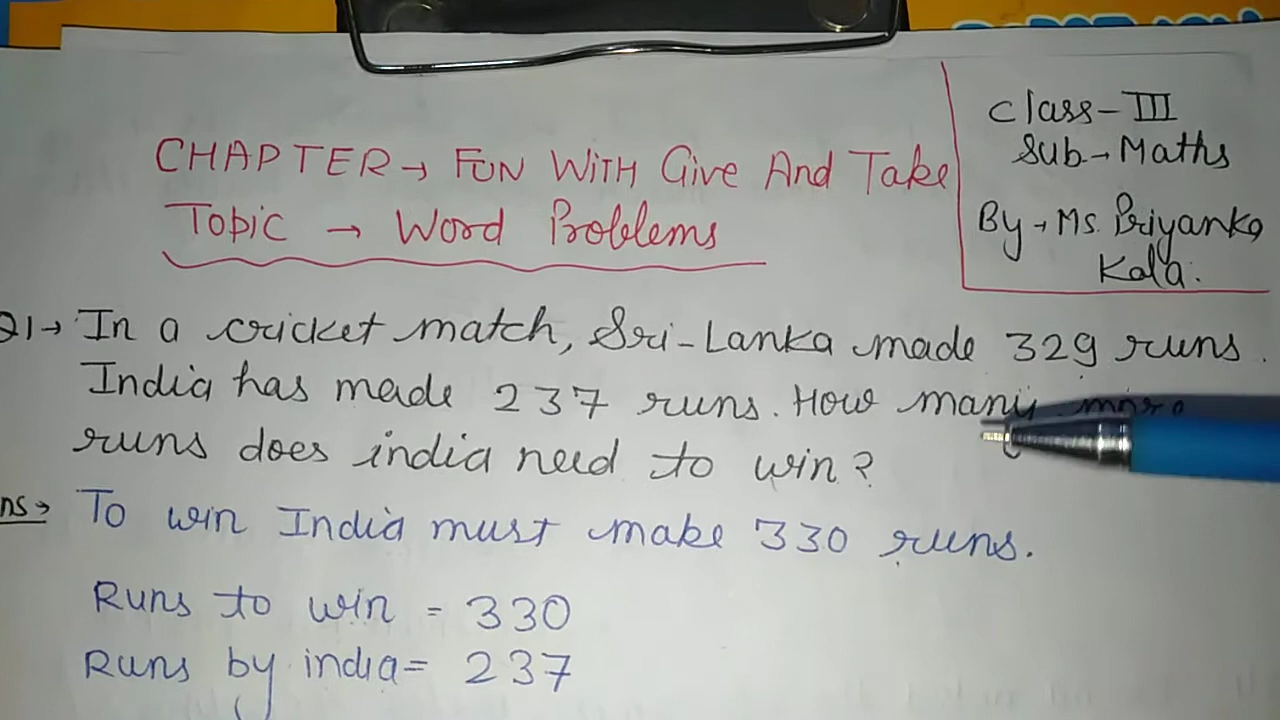 Class-III
Sub→Maths
By→Ms. Priyanka
Kala.
CHAPTER→ FUN WITH Give And Take
Topic → Word Problems
Q1→ In a cricket match, Sri-Lanka made 329 runs.
India has made 237 runs. How many more
runs does india need to win?
ns→ To win India must make 330 runs.
Runs to win = 330
Runs by india= 237